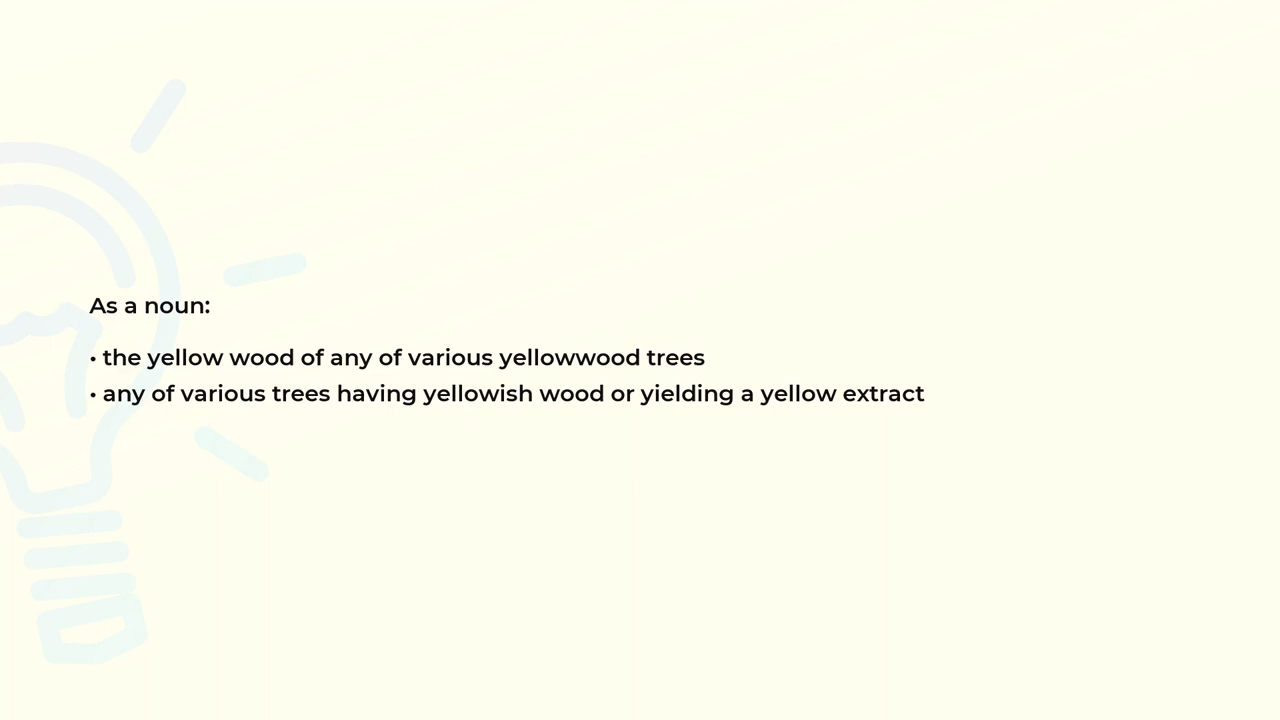 As a noun:
• the yellow wood of any of various yellowwood trees
• any of various trees having yellowish wood or yielding a yellow extract